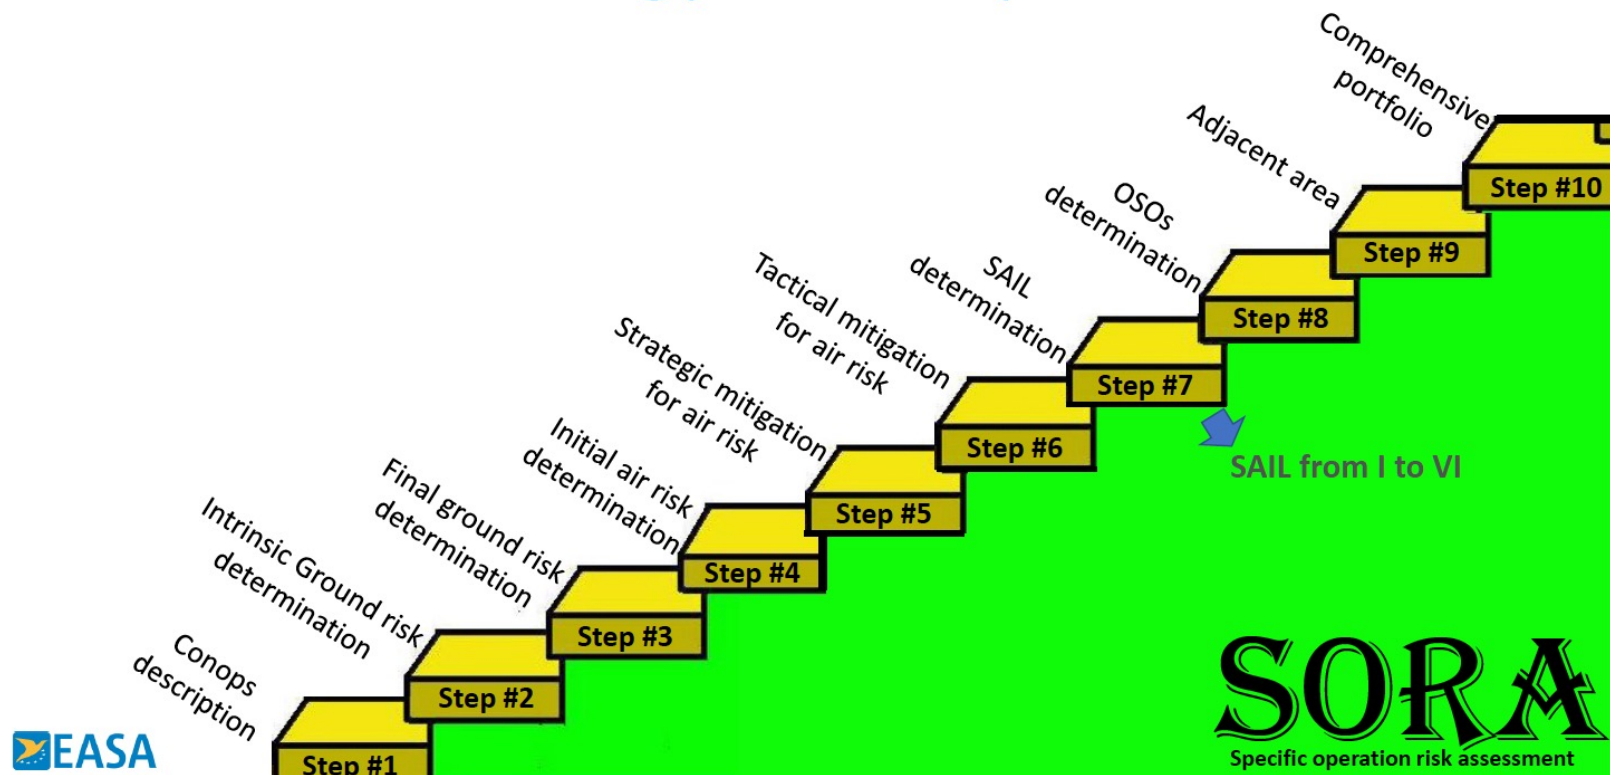 Comprehensive
portfolio
Step #10
Adjacent area
Step #9
OSOs
determination
Step #8
SAIL
determination
Step #7
SAIL from I to VI
Tactical mitigation
for air risk
Step #6
Strategic mitigation
for air risk
Step #5
Initial air risk
determination
Step #4
Final ground risk
determination
Step #3
Intrinsic Ground risk
determination
Step #2
Conops
description
Step #1
EASA
SORA
Specific operation risk assessment